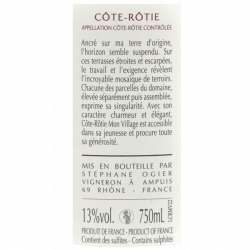 CÔTE-RÔTIE
APPELLATION CÔTE-RÔTIE CONTRÔLÉE
Ancré sur ma terre d'origine,
l'horizon semble suspendu. Sur
ces terrasses étroites et escarpées,
le travail et l'exigence révèlent
l'incroyable mosaïque de terroirs.
Chacune des parcelles du domaine,
élevée séparément puis assemblée,
exprime sa singularité. Avec son
caractère charmeur et élégant,
Côte-Rôtie Mon Village est accessible
dans sa jeunesse et procure toute
sa générosité.
MIS EN BOUTEILLE PAR
STÉPHANE OGIER
VIGNERON À AMPUIS
69 RHÔNE - FRANCE
13%vol. 750mL
PRODUIT DE FRANCE - PRODUCT OF FRANCE
Contient des sulfites - Contains sulphites